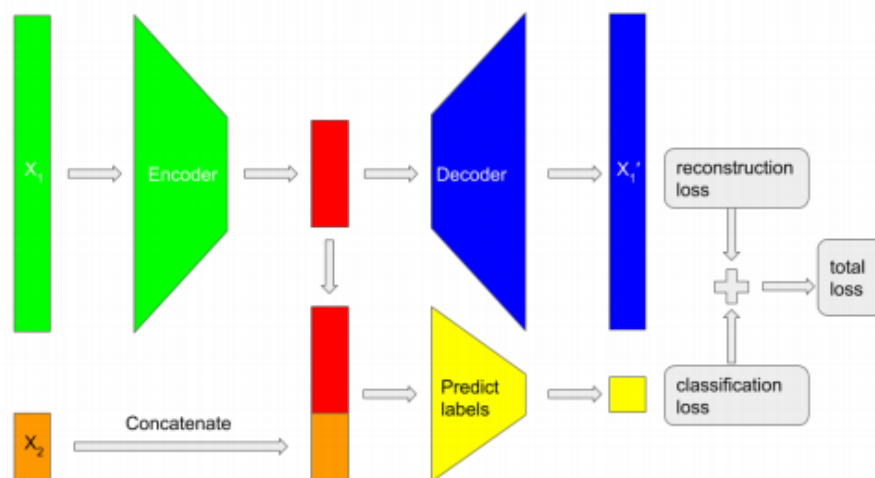 X₁
Encoder
Decoder
X₁'
reconstruction
loss
total
loss
Predict
labels
classification
loss
Concatenate
X₂